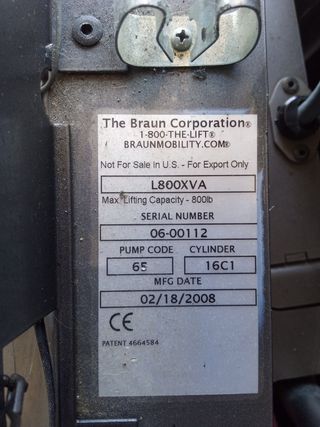 The Braun Corporation®
1-800-THE-LIFT®
BRAUNMOBILITY.COM®
Not For Sale in U.S. - For Export Only
L800XVA
Max. Lifting Capacity - 800lb
SERIAL NUMBER
06-00112
PUMP CODE CYLINDER
65 16C1
MFG DATE
02/18/2008
CE
PATENT 4664584